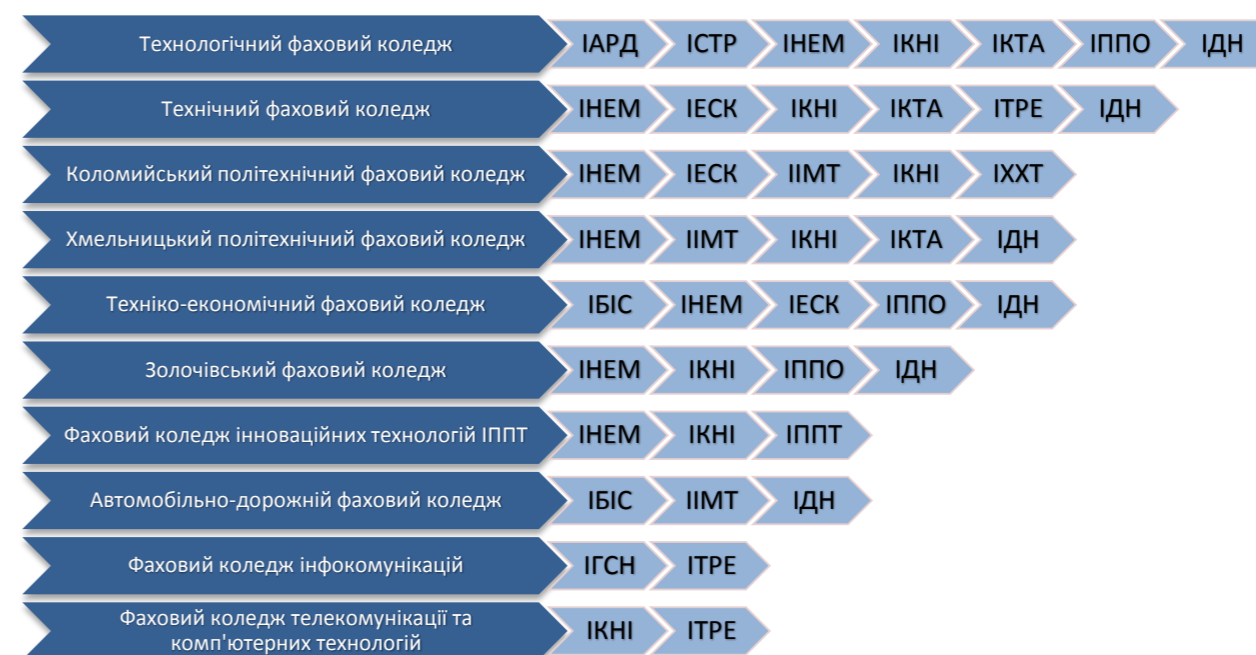 Технологічний фаховий коледж ІАРД ІСТР ІНЕМ ІКНІ ІКТА ІППО ІДН
Технічний фаховий коледж ІНЕМ ІЕСК ІКНІ ІКТА ІТРЕ ІДН
Коломийський політехнічний фаховий коледж ІНЕМ ІЕСК ІІМТ ІКНІ ІХХТ
Хмельницький політехнічний фаховий коледж ІНЕМ ІІМТ ІКНІ ІКТА ІДН
Техніко-економічний фаховий коледж ІБІС ІНЕМ ІЕСК ІППО ІДН
Золочівський фаховий коледж ІНЕМ ІКНІ ІППО ІДН
Фаховий коледж інноваційних технологій ІППТ ІНЕМ ІКНІ ІППТ
Автомобільно-дорожній фаховий коледж ІБІС ІІМТ ІДН
Фаховий коледж інфокомунікацій ІГСН ІТРЕ
Фаховий коледж телекомунікації та
комп'ютерних технологій ІКНІ ІТРЕ